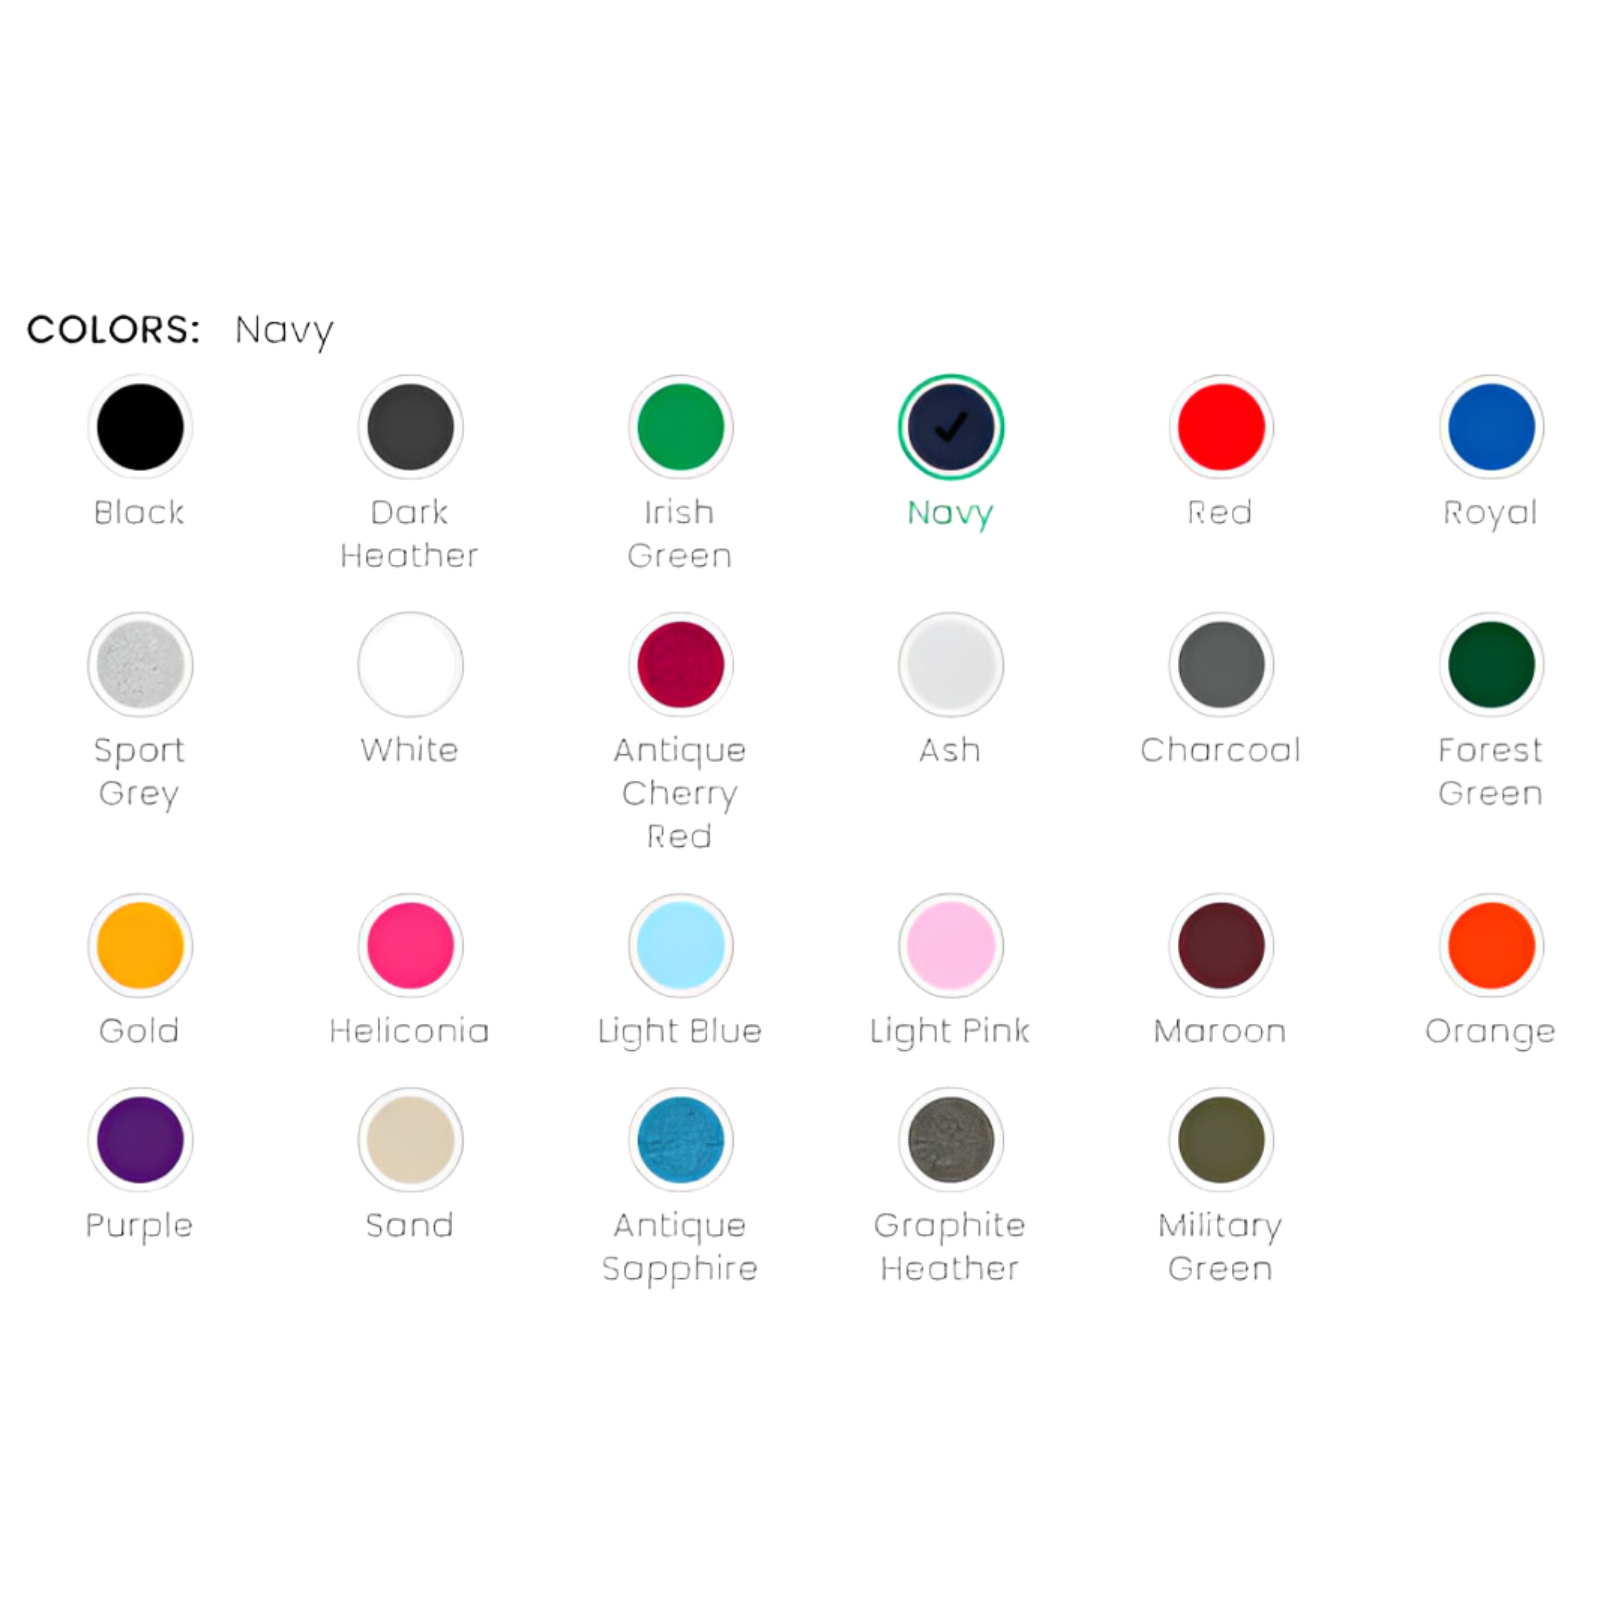 COLORS: Navy
Black
Dark
Heather
Irish
Green
Navy
Red
Royal
Sport
Grey
White
Antique
Cherry
Red
Ash
Charcoal
Forest
Green
Gold
Heliconia
Light Blue
Light Pink
Maroon
Orange
Purple
Sand
Antique
Sapphire
Graphite
Heather
Military
Green